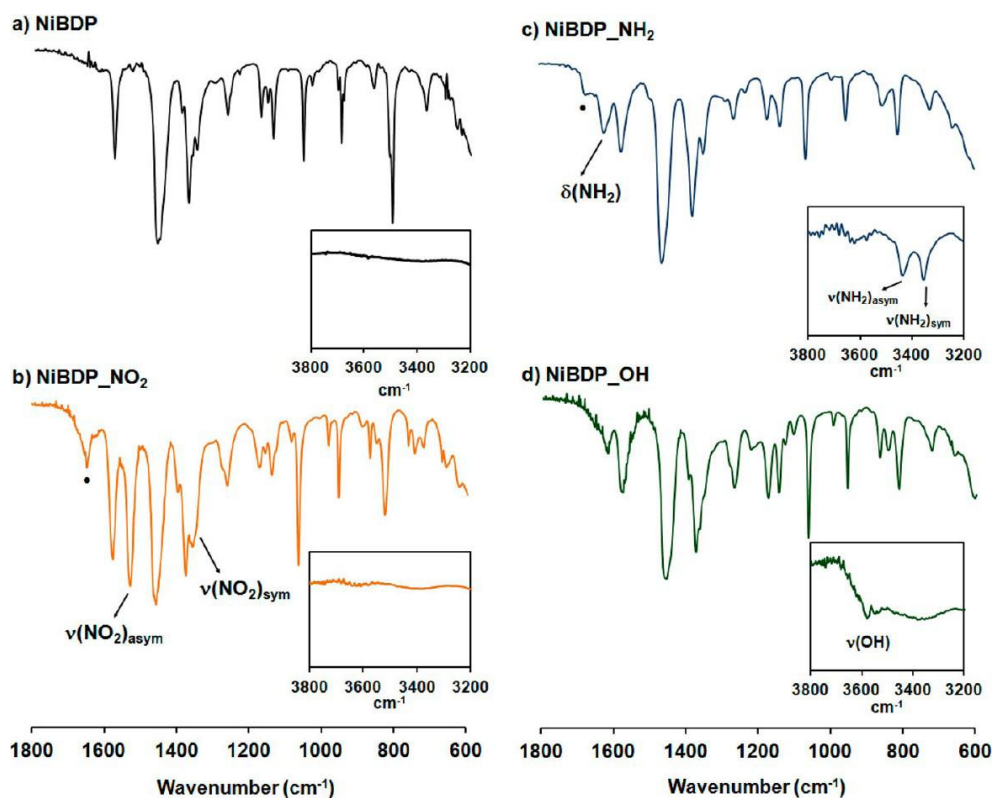 a) NiBDP
3800 3600 3400 3200
cm⁻¹
b) NiBDP_NO₂
•
ν(NO₂)asym
ν(NO₂)sym
3800 3600 3400 3200
cm⁻¹
1800 1600 1400 1200 1000 800 600
Wavenumber (cm⁻¹)
c) NiBDP_NH₂
•
δ(NH₂)
ν(NH₂)asym
ν(NH₂)sym
3800 3600 3400 3200
cm⁻¹
d) NiBDP_OH
ν(OH)
3800 3600 3400 3200
cm⁻¹
1800 1600 1400 1200 1000 800 600
Wavenumber (cm⁻¹)